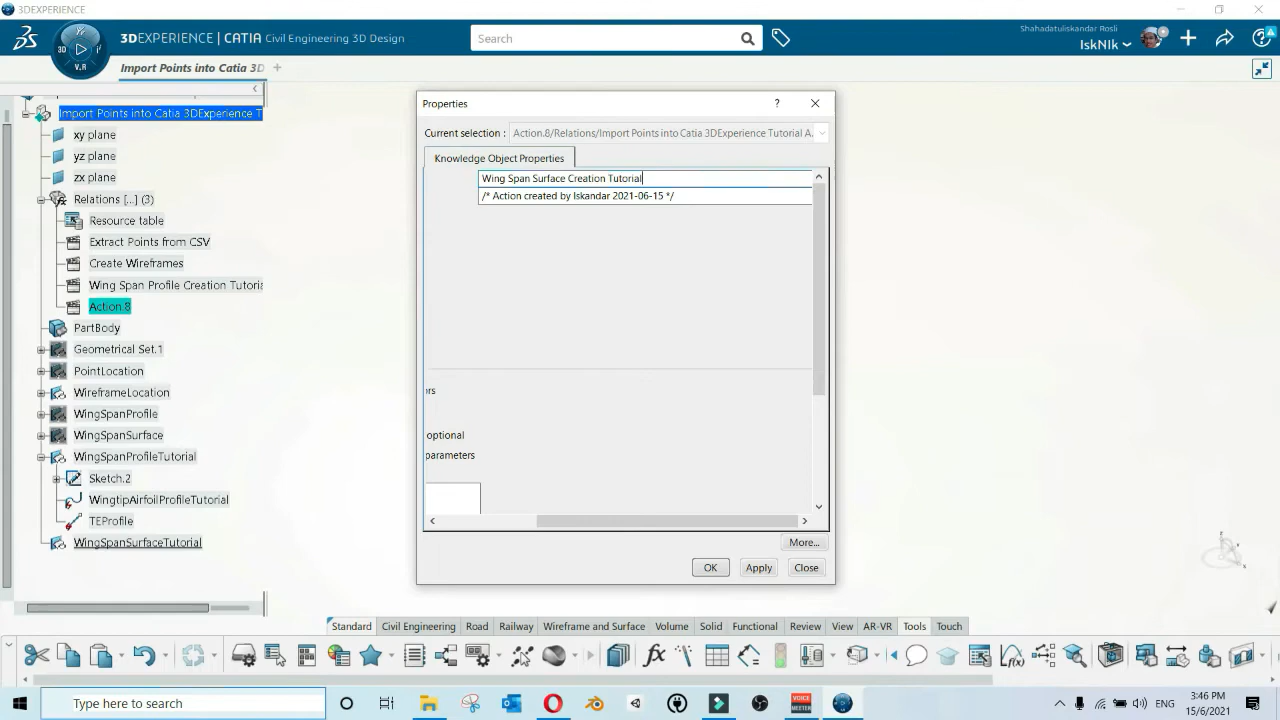 3DEXPERIENCE
3DEXPERIENCE | CATIA Civil Engineering 3D Design
Search
Shahadatuliskandar Rosli
IskNIk
3D
V.R
Import Points into Catia 3D
Import Points into Catia 3DExperience T
xy plane
yz plane
zx plane
Relations [...] (3)
Resource table
Extract Points from CSV
Create Wireframes
Wing Span Profile Creation Tutoria
Action.8
PartBody
Geometrical Set.1
PointLocation
WireframeLocation
WingSpanProfile
WingSpanSurface
WingSpanProfileTutorial
Sketch.2
WingtipAirfoilProfileTutorial
TEProfile
WingSpanSurfaceTutorial
Properties
?
Current selection : Action.8/Relations/Import Points into Catia 3DExperience Tutorial A.
Knowledge Object Properties
Wing Span Surface Creation Tutorial
/* Action created by Iskandar 2021-06-15 */
rs
optional
parameters
More...
OK Apply Close
Standard Civil Engineering Road Railway Wireframe and Surface Volume Solid Functional Review View AR-VR Tools Touch
Type here to search
VOICE MEETER
ENG
3:46 PM
15/6/2021